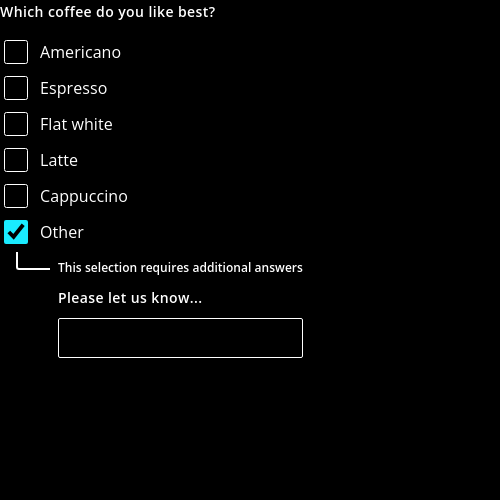 Which coffee do you like best?
Americano
Espresso
Flat white
Latte
Cappuccino
Other
This selection requires additional answers
Please let us know...